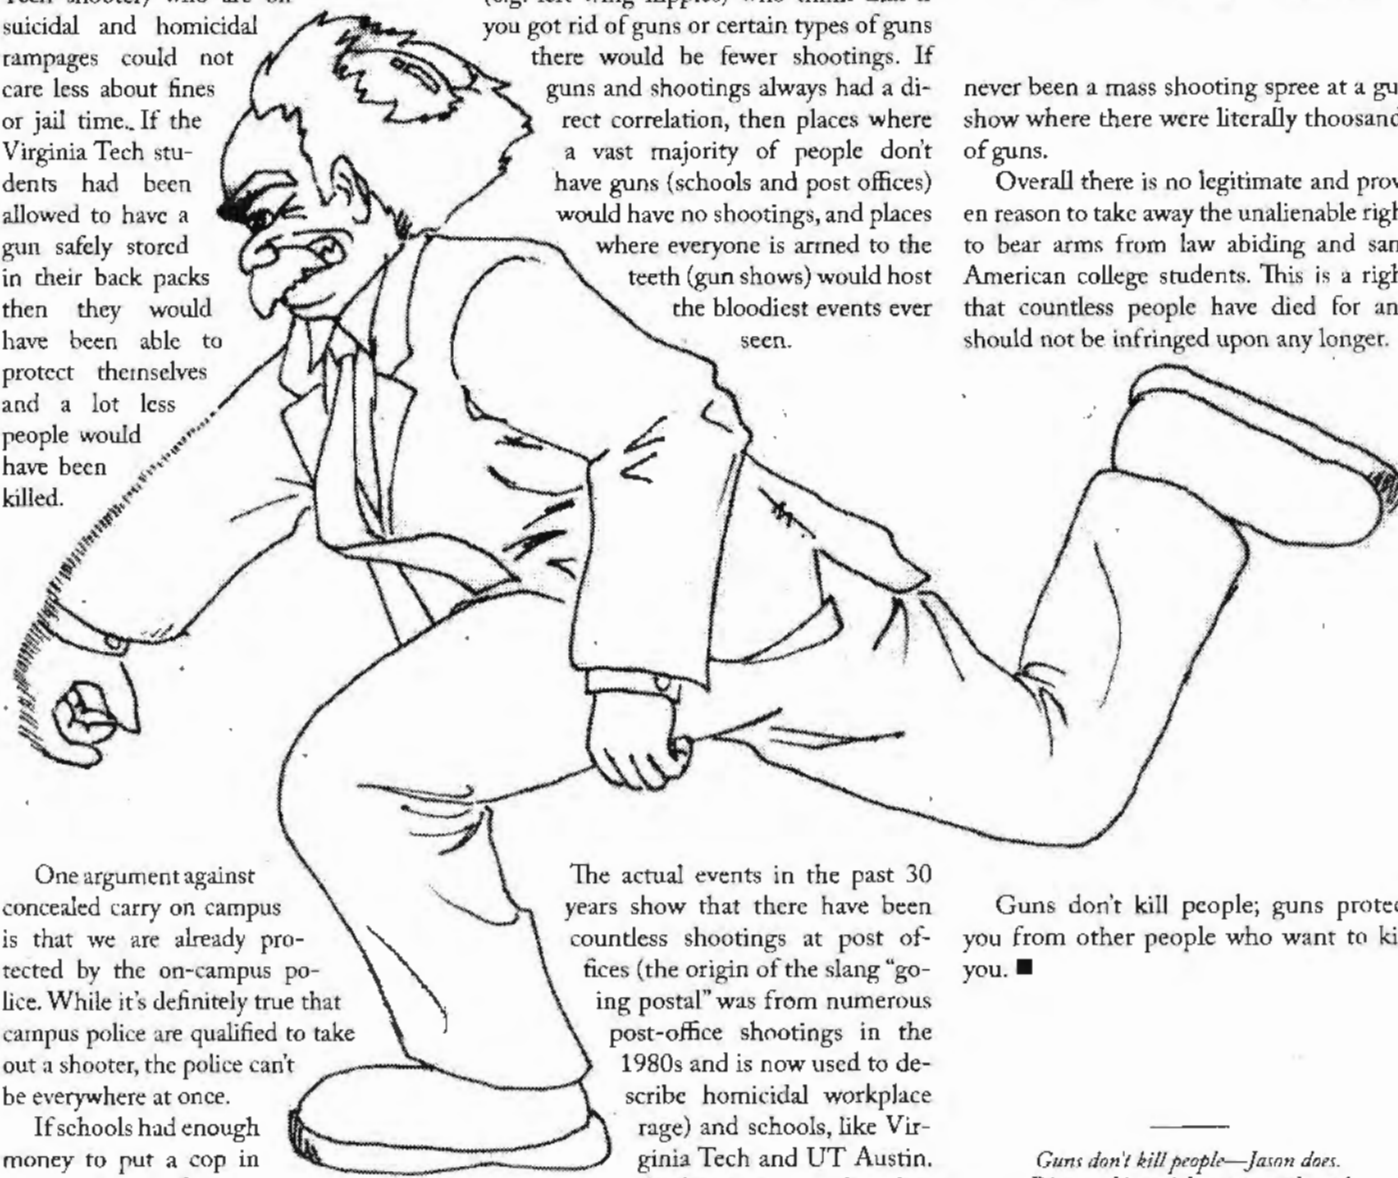 Tech shooter) who are on
suicidal and homicidal
rampages could not
care less about fines
or jail time. If the
Virginia Tech stu-
dents had been
allowed to have a
gun safely stored
in their back packs
then they would
have been able to
protect themselves
and a lot less
people would
have been
killed.
One argument against
concealed carry on campus
is that we are already pro-
tected by the on-campus po-
lice. While it's definitely true that
campus police are qualified to take
out a shooter, the police can't
be everywhere at once.
If schools had enough
money to put a cop in
(e.g. left wing hippies) who think that if
you got rid of guns or certain types of guns
there would be fewer shootings. If
guns and shootings always had a di-
rect correlation, then places where
a vast majority of people don't
have guns (schools and post offices)
would have no shootings, and places
where everyone is armed to the
teeth (gun shows) would host
the bloodiest events ever
seen.
The actual events in the past 30
years show that there have been
countless shootings at post of-
fices (the origin of the slang "go-
ing postal" was from numerous
post-office shootings in the
1980s and is now used to de-
scribe homicidal workplace
rage) and schools, like Vir-
ginia Tech and UT Austin.
never been a mass shooting spree at a gu
show where there were literally thoosand
of guns.
Overall there is no legitimate and prov
en reason to take away the unalienable righ
to bear arms from law abiding and san
American college students. This is a righ
that countless people have died for an
should not be infringed upon any longer.
Guns don't kill people; guns protec
you from other people who want to ki
you. ■
Guns don't kill people—Jason does.